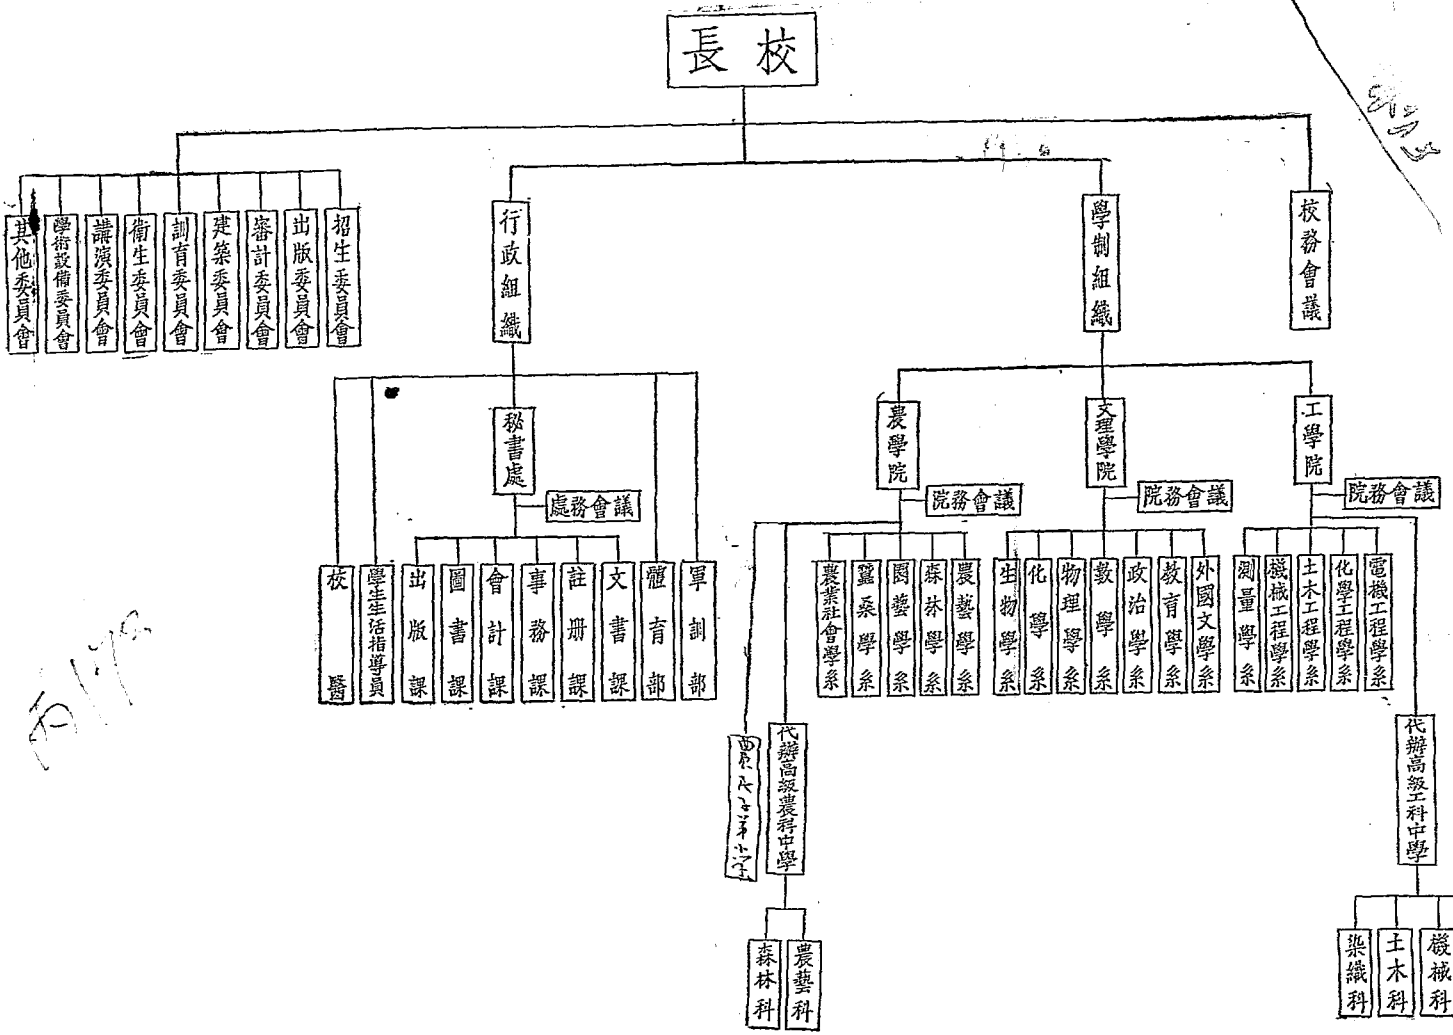 校長
校務會議
學制組織
行政組織
招生委員會
出版委員會
審計委員會
建築委員會
訓育委員會
衛生委員會
講演委員會
學術設備委員會
其他委員會
工學院
文理學院
農學院
院務會議
院務會議
院務會議
秘書處
處務會議
電機工程學系
化學工程學系
土木工程學系
機械工程學系
測量學系
外國文學系
教育學系
政治學系
數學系
物理學系
化學系
生物學系
農藝學系
森林學系
園藝學系
蠶桑學系
農業社會學系
軍訓部
體育部
文書課
註冊課
事務課
會計課
圖書課
出版課
學生生活指導員
校醫
代辦高級工科中學
代辦高級農科中學
農民子弟小学
機械科
土木科
染織科
農藝科
森林科